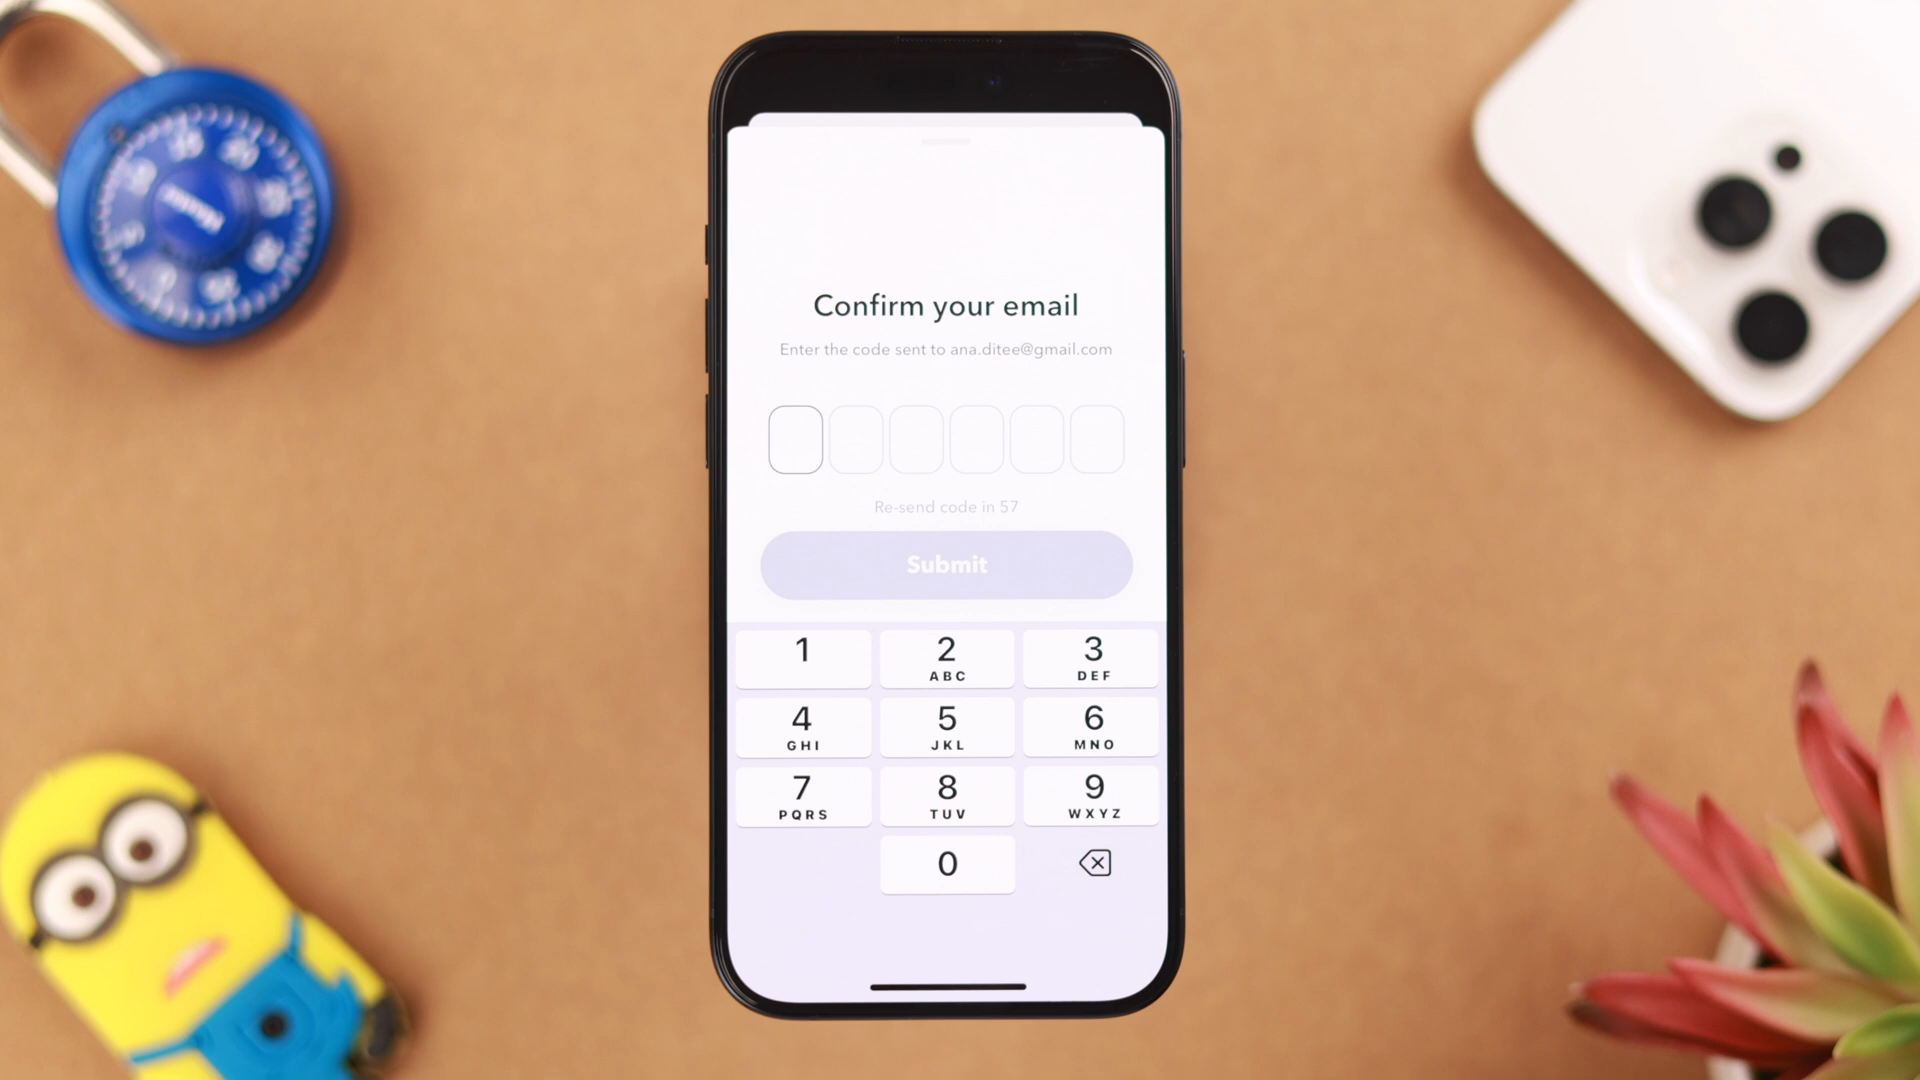 Confirm your email
Enter the code sent to ana.ditee@gmail.com
Re-send code in 57
Submit
1 2 3
ABC DEF
4 5 6
GHI JKL MNO
7 8 9
PQRS TUV WXYZ
0